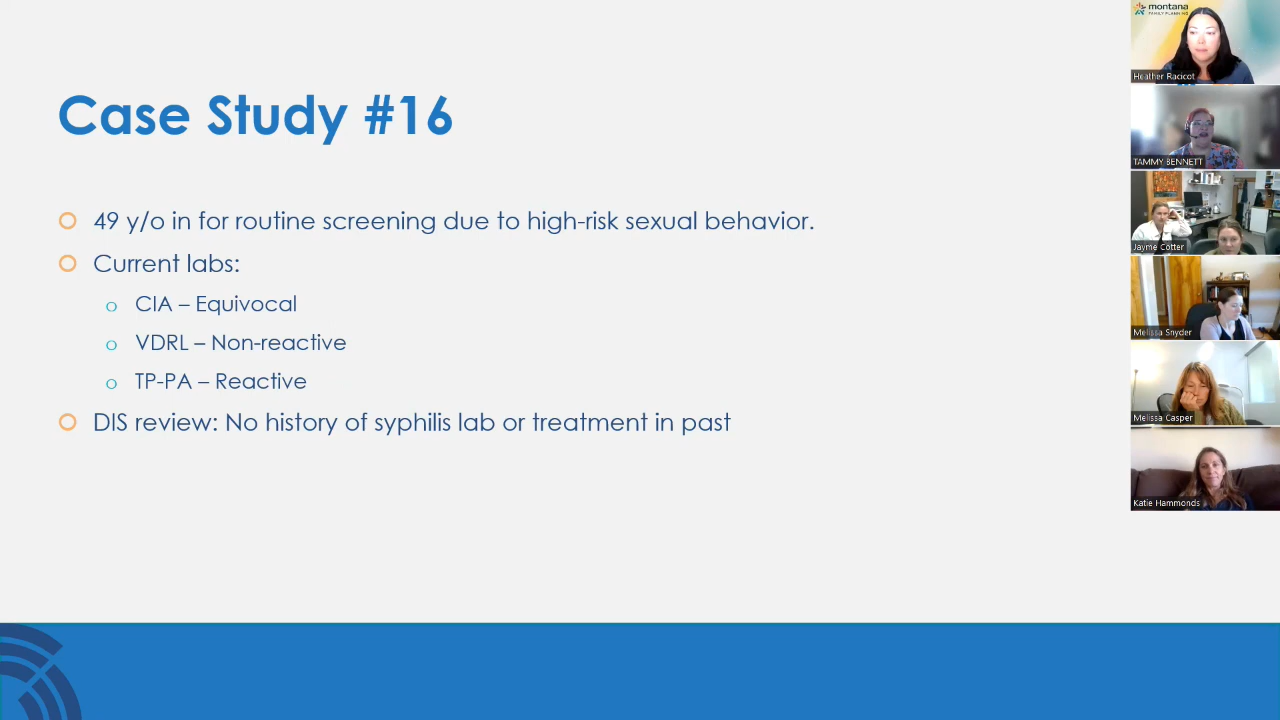 Case Study #16
49 y/o in for routine screening due to high-risk sexual behavior.
Current labs:
CIA – Equivocal
VDRL – Non-reactive
TP-PA – Reactive
DIS review: No history of syphilis lab or treatment in past
montana
FAMILY PLANNING
Heather Racicot
TAMMY BENNETT
Jayme Cotter
Melissa Snyder
Melissa Casper
Katie Hammonds